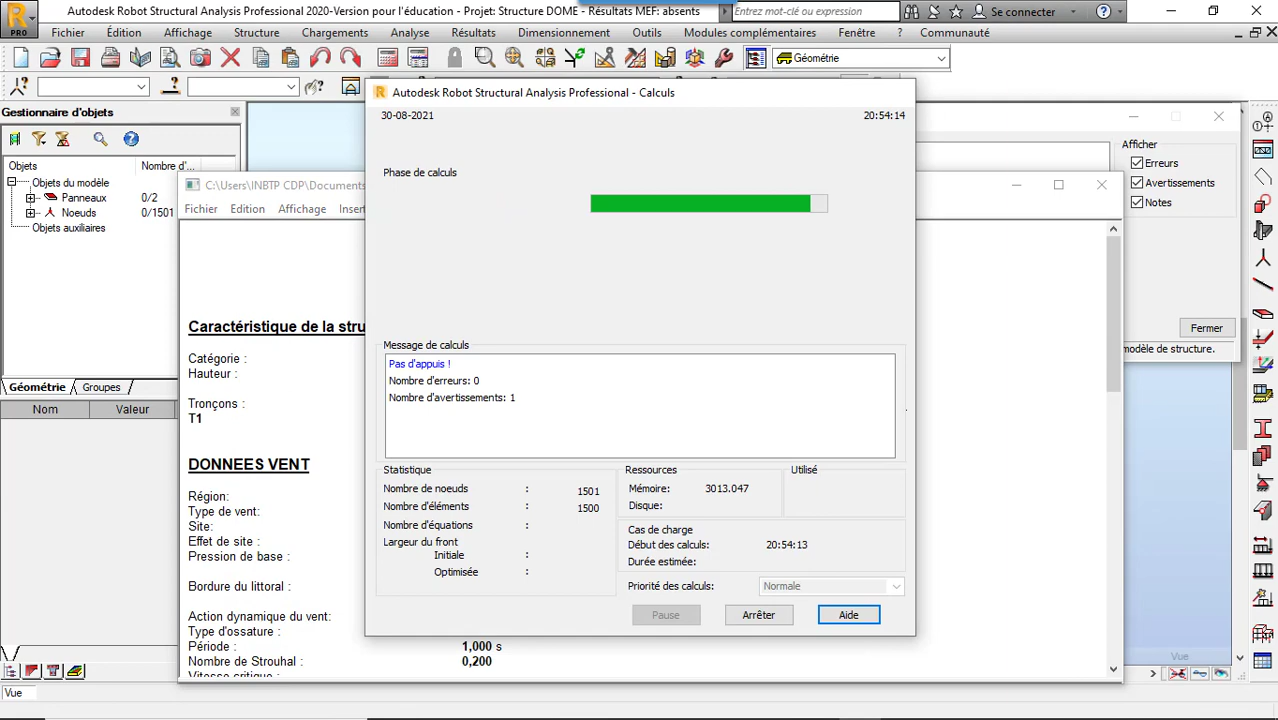 Autodesk Robot Structural Analysis Professional 2020-Version pour l'éducation - Projet: Structure DOME - Résultats MEF: absents
Entrez mot-clé ou expression
Se connecter
PRO
Fichier Édition Affichage Structure Chargements Analyse Résultats Dimensionnement Outils Modules complémentaires Fenêtre ? Communauté
Géométrie
Gestionnaire d'objets
Objets Nombre d'...
Objets du modèle
Panneaux 0/2
Noeuds 0/1501
Objets auxiliaires
Géométrie Groupes
Nom Valeur
Vue
C:\Users\INBTP CDP\Documents
Fichier Edition Affichage Insert
Caractéristique de la stru
Catégorie :
Hauteur :
Tronçons :
T1
DONNEES VENT
Région:
Type de vent:
Site:
Effet de site :
Pression de base :
Bordure du littoral :
Action dynamique du vent:
Type d'ossature :
Période : 1,000 s
Nombre de Strouhal : 0,200
Vitesse critique :
Autodesk Robot Structural Analysis Professional - Calculs
30-08-2021 20:54:14
Phase de calculs
Message de calculs
Pas d'appuis !
Nombre d'erreurs: 0
Nombre d'avertissements: 1
Statistique
Nombre de noeuds : 1501
Nombre d'éléments : 1500
Nombre d'équations :
Largeur du front
Initiale :
Optimisée :
Ressources
Utilisé
Mémoire: 3013.047
Disque:
Cas de charge
Début des calculs: 20:54:13
Durée estimée:
Priorité des calculs: Normale
Pause Arrêter Aide
Afficher
Erreurs
Avertissements
Notes
Fermer
modèle de structure.
Vue